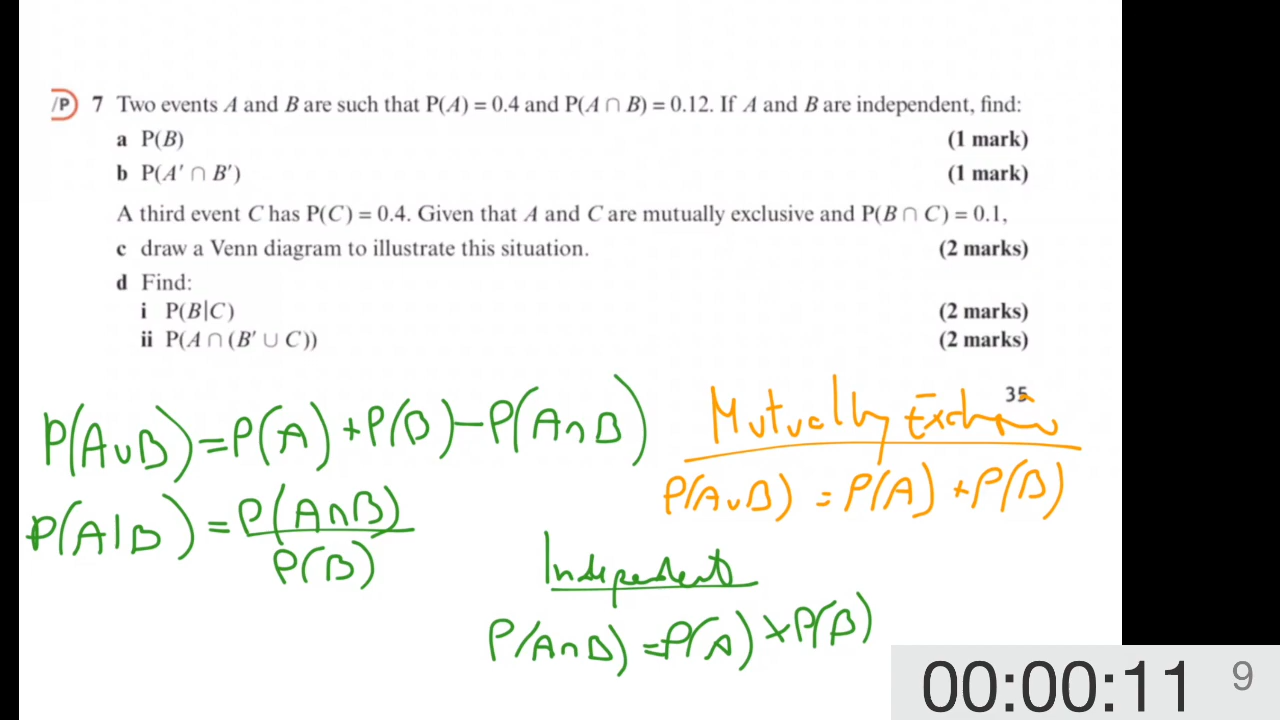 /P 7 Two events A and B are such that P(A) = 0.4 and P(A ∩ B) = 0.12. If A and B are independent, find:
a P(B) (1 mark)
b P(A′ ∩ B′) (1 mark)
A third event C has P(C) = 0.4. Given that A and C are mutually exclusive and P(B ∩ C) = 0.1,
c draw a Venn diagram to illustrate this situation. (2 marks)
d Find:
i P(B|C) (2 marks)
ii P(A ∩ (B′ ∪ C)) (2 marks)
35
P(A∪B) = P(A) + P(B) − P(A∩B)
Mutually Exclusive
P(A∪B) = P(A) + P(B)
P(A|B) = P(A∩B)
P(B)
Independent
P(A∩B) = P(A) × P(B)
00:00:11 9